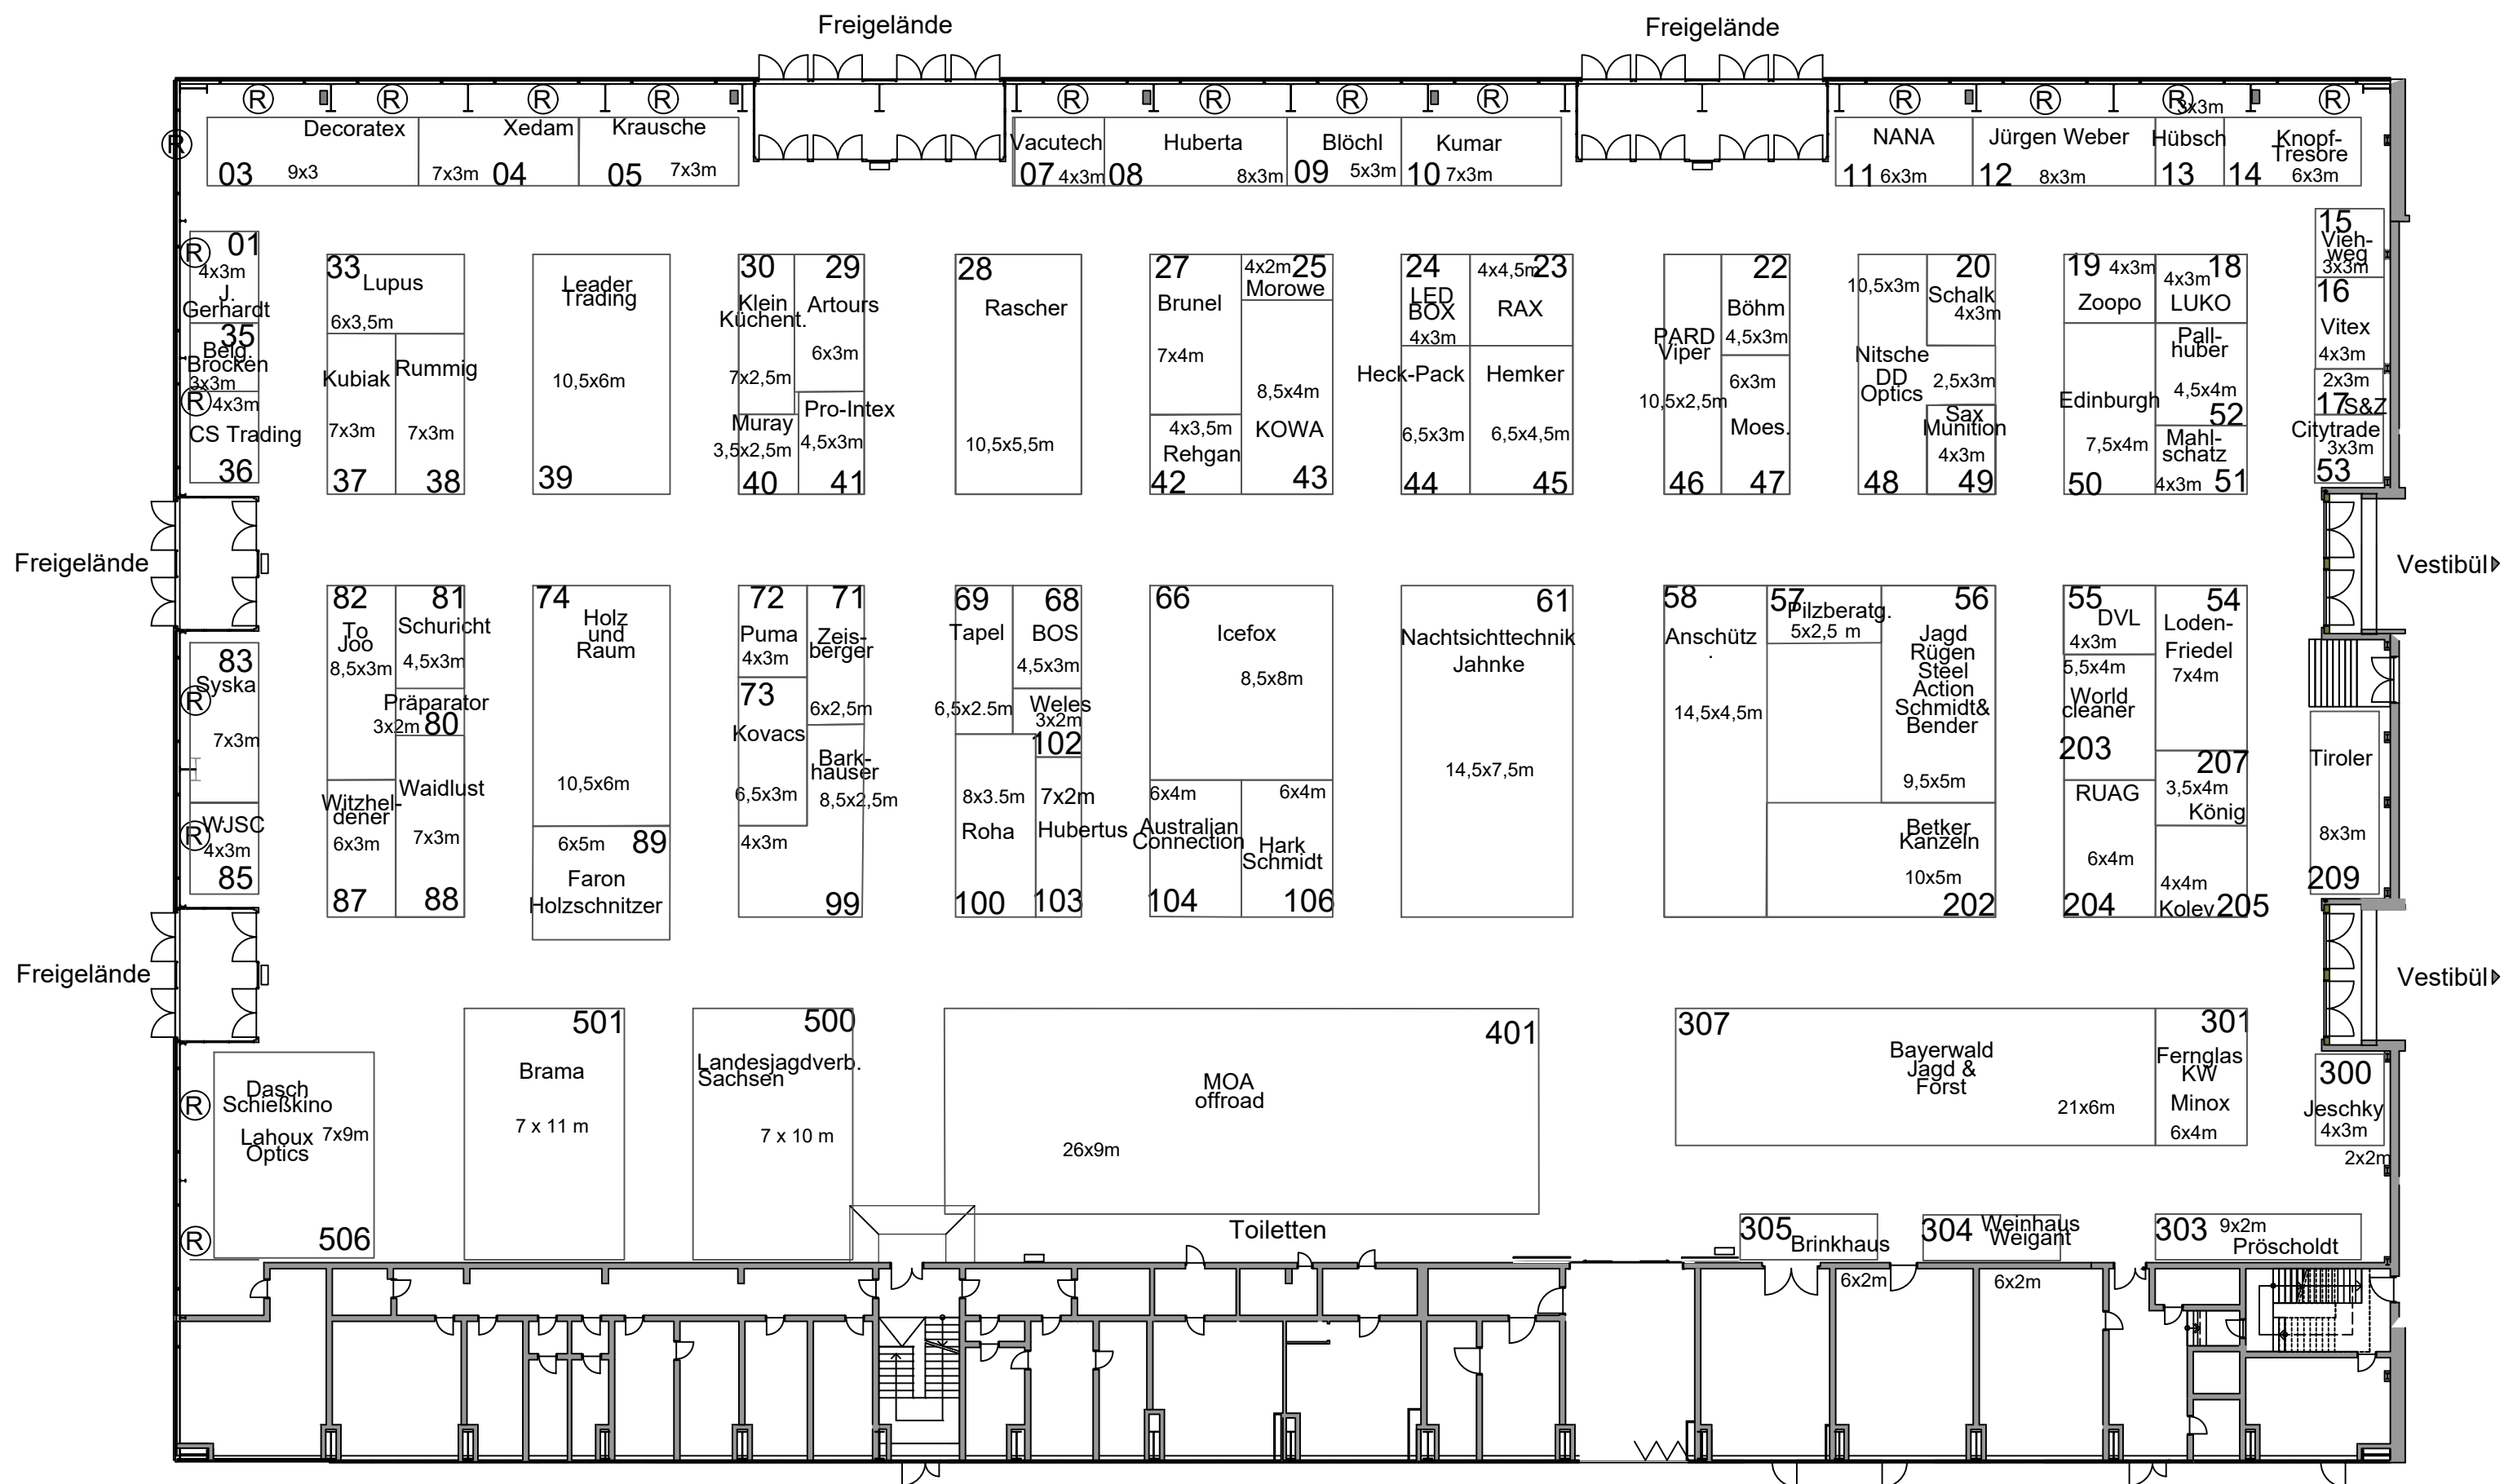 Freigelände
Freigelände
Ⓡ Ⓡ Ⓡ Ⓡ Ⓡ Ⓡ Ⓡ Ⓡ Ⓡ Ⓡ Ⓡ Ⓡ
Ⓡ
Decoratex
03 9x3
Xedam
7x3m 04
Krausche
05 7x3m
Vacutech
07 4x3m
Huberta
08 8x3m
Blöchl
09 5x3m
Kumar
10 7x3m
NANA
11 6x3m
Jürgen Weber
12 8x3m
3x3m
Hübsch
13
Knopf-
Tresore
14 6x3m
01
Ⓡ
4x3m
J.
Gerhardt
35
Belg.
Brocken
3x3m
Ⓡ 4x3m
CS Trading
36
33
Lupus
6x3,5m
Kubiak
7x3m
37
Rummig
7x3m
38
Leader
Trading
10,5x6m
39
30
Klein
Küchent.
7x2,5m
29
Artours
6x3m
Muray
3,5x2,5m
40
Pro-Intex
4,5x3m
41
28
Rascher
10,5x5,5m
27
Brunel
7x4m
4x2m 25
Morowe
4x3,5m
Rehgan
42
8,5x4m
KOWA
43
24
LED
BOX
4x3m
4x4,5m 23
RAX
Heck-Pack
6,5x3m
44
Hemker
6,5x4,5m
45
PARD
Viper
10,5x2,5m
46
22
Böhm
4,5x3m
6x3m
Moes.
47
10,5x3m
Nitsche
DD
Optics
48
20
Schalk
4x3m
2,5x3m
Sax
Munition
4x3m
49
19 4x3m
Zoopo
18
4x3m
LUKO
Edinburgh
7,5x4m
50
Pall-
huber
4,5x4m
52
Mahl-
schatz
4x3m 51
15
Vieh-
weg
3x3m
16
Vitex
4x3m
2x3m
17 S&Z
Citytrade
3x3m
53
Freigelände
Vestibül
83
Syska
Ⓡ
7x3m
WJSC
Ⓡ
4x3m
85
82
To
Joo
8,5x3m
81
Schuricht
4,5x3m
Präparator
3x2m 80
Witzhel-
dener
6x3m
87
Waidlust
7x3m
88
74
Holz
und
Raum
10,5x6m
6x5m 89
Faron
Holzschnitzer
72
Puma
4x3m
71
Zeis-
berger
6x2,5m
73
Kovacs
6,5x3m
Bark-
hauser
8,5x2,5m
4x3m
99
69
Tapel
6,5x2.5m
68
BOS
4,5x3m
Weles
3x2m
102
8x3.5m
Roha
100
7x2m
Hubertus
103
66
Icefox
8,5x8m
6x4m
Australian
Connection
104
6x4m
Hark
Schmidt
106
61
Nachtsichttechnik
Jahnke
14,5x7,5m
58
Anschütz
.
14,5x4,5m
57
Pilzberatg.
5x2,5 m
56
Jagd
Rügen
Steel
Action
Schmidt&
Bender
9,5x5m
Betker
Kanzeln
10x5m
202
55
DVL
4x3m
5,5x4m
World
cleaner
203
54
Loden-
Friedel
7x4m
207
3,5x4m
König
RUAG
6x4m
204
4x4m
Kolev 205
Tiroler
8x3m
209
Freigelände
Vestibül
Ⓡ
Dasch
Schießkino
Lahoux
Optics
7x9m
506
Ⓡ
501
Brama
7 x 11 m
500
Landesjagdverb.
Sachsen
7 x 10 m
401
MOA
offroad
26x9m
307
Bayerwald
Jagd &
Forst
21x6m
301
Fernglas
KW
Minox
6x4m
300
Jeschky
4x3m
2x2m
Toiletten
305
Brinkhaus
304 Weinhaus
Weigant
303 9x2m
Pröscholdt
6x2m
6x2m